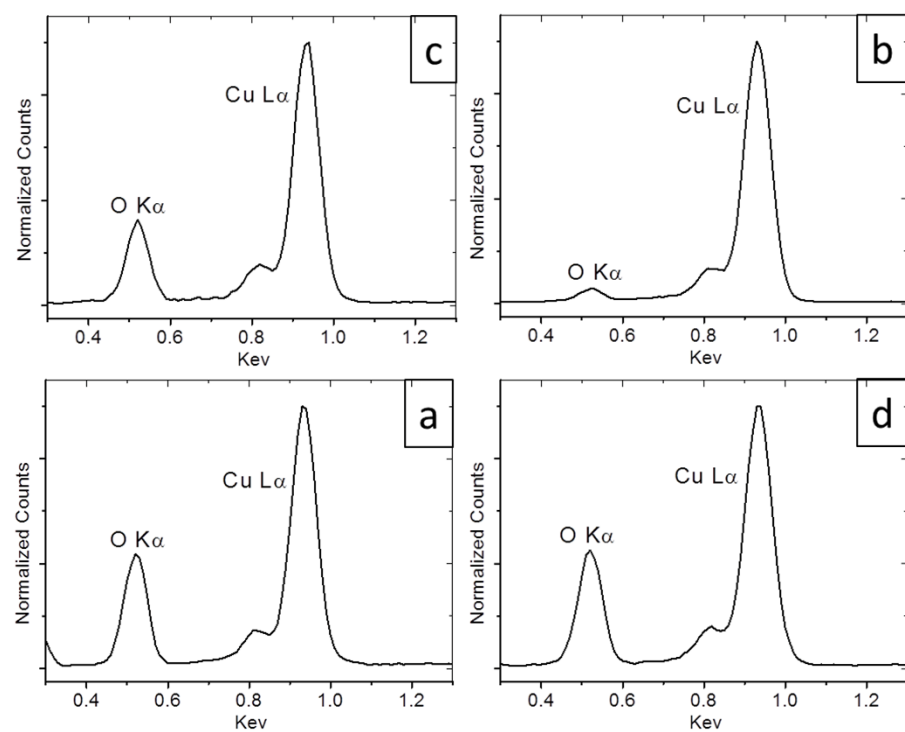 c
Cu Lα
O Kα
Normalized Counts
0.4 0.6 0.8 1.0 1.2
Kev
b
Cu Lα
O Kα
Normalized Counts
0.4 0.6 0.8 1.0 1.2
Kev
a
Cu Lα
O Kα
Normalized Counts
0.4 0.6 0.8 1.0 1.2
Kev
d
Cu Lα
O Kα
Normalized Counts
0.4 0.6 0.8 1.0 1.2
Kev